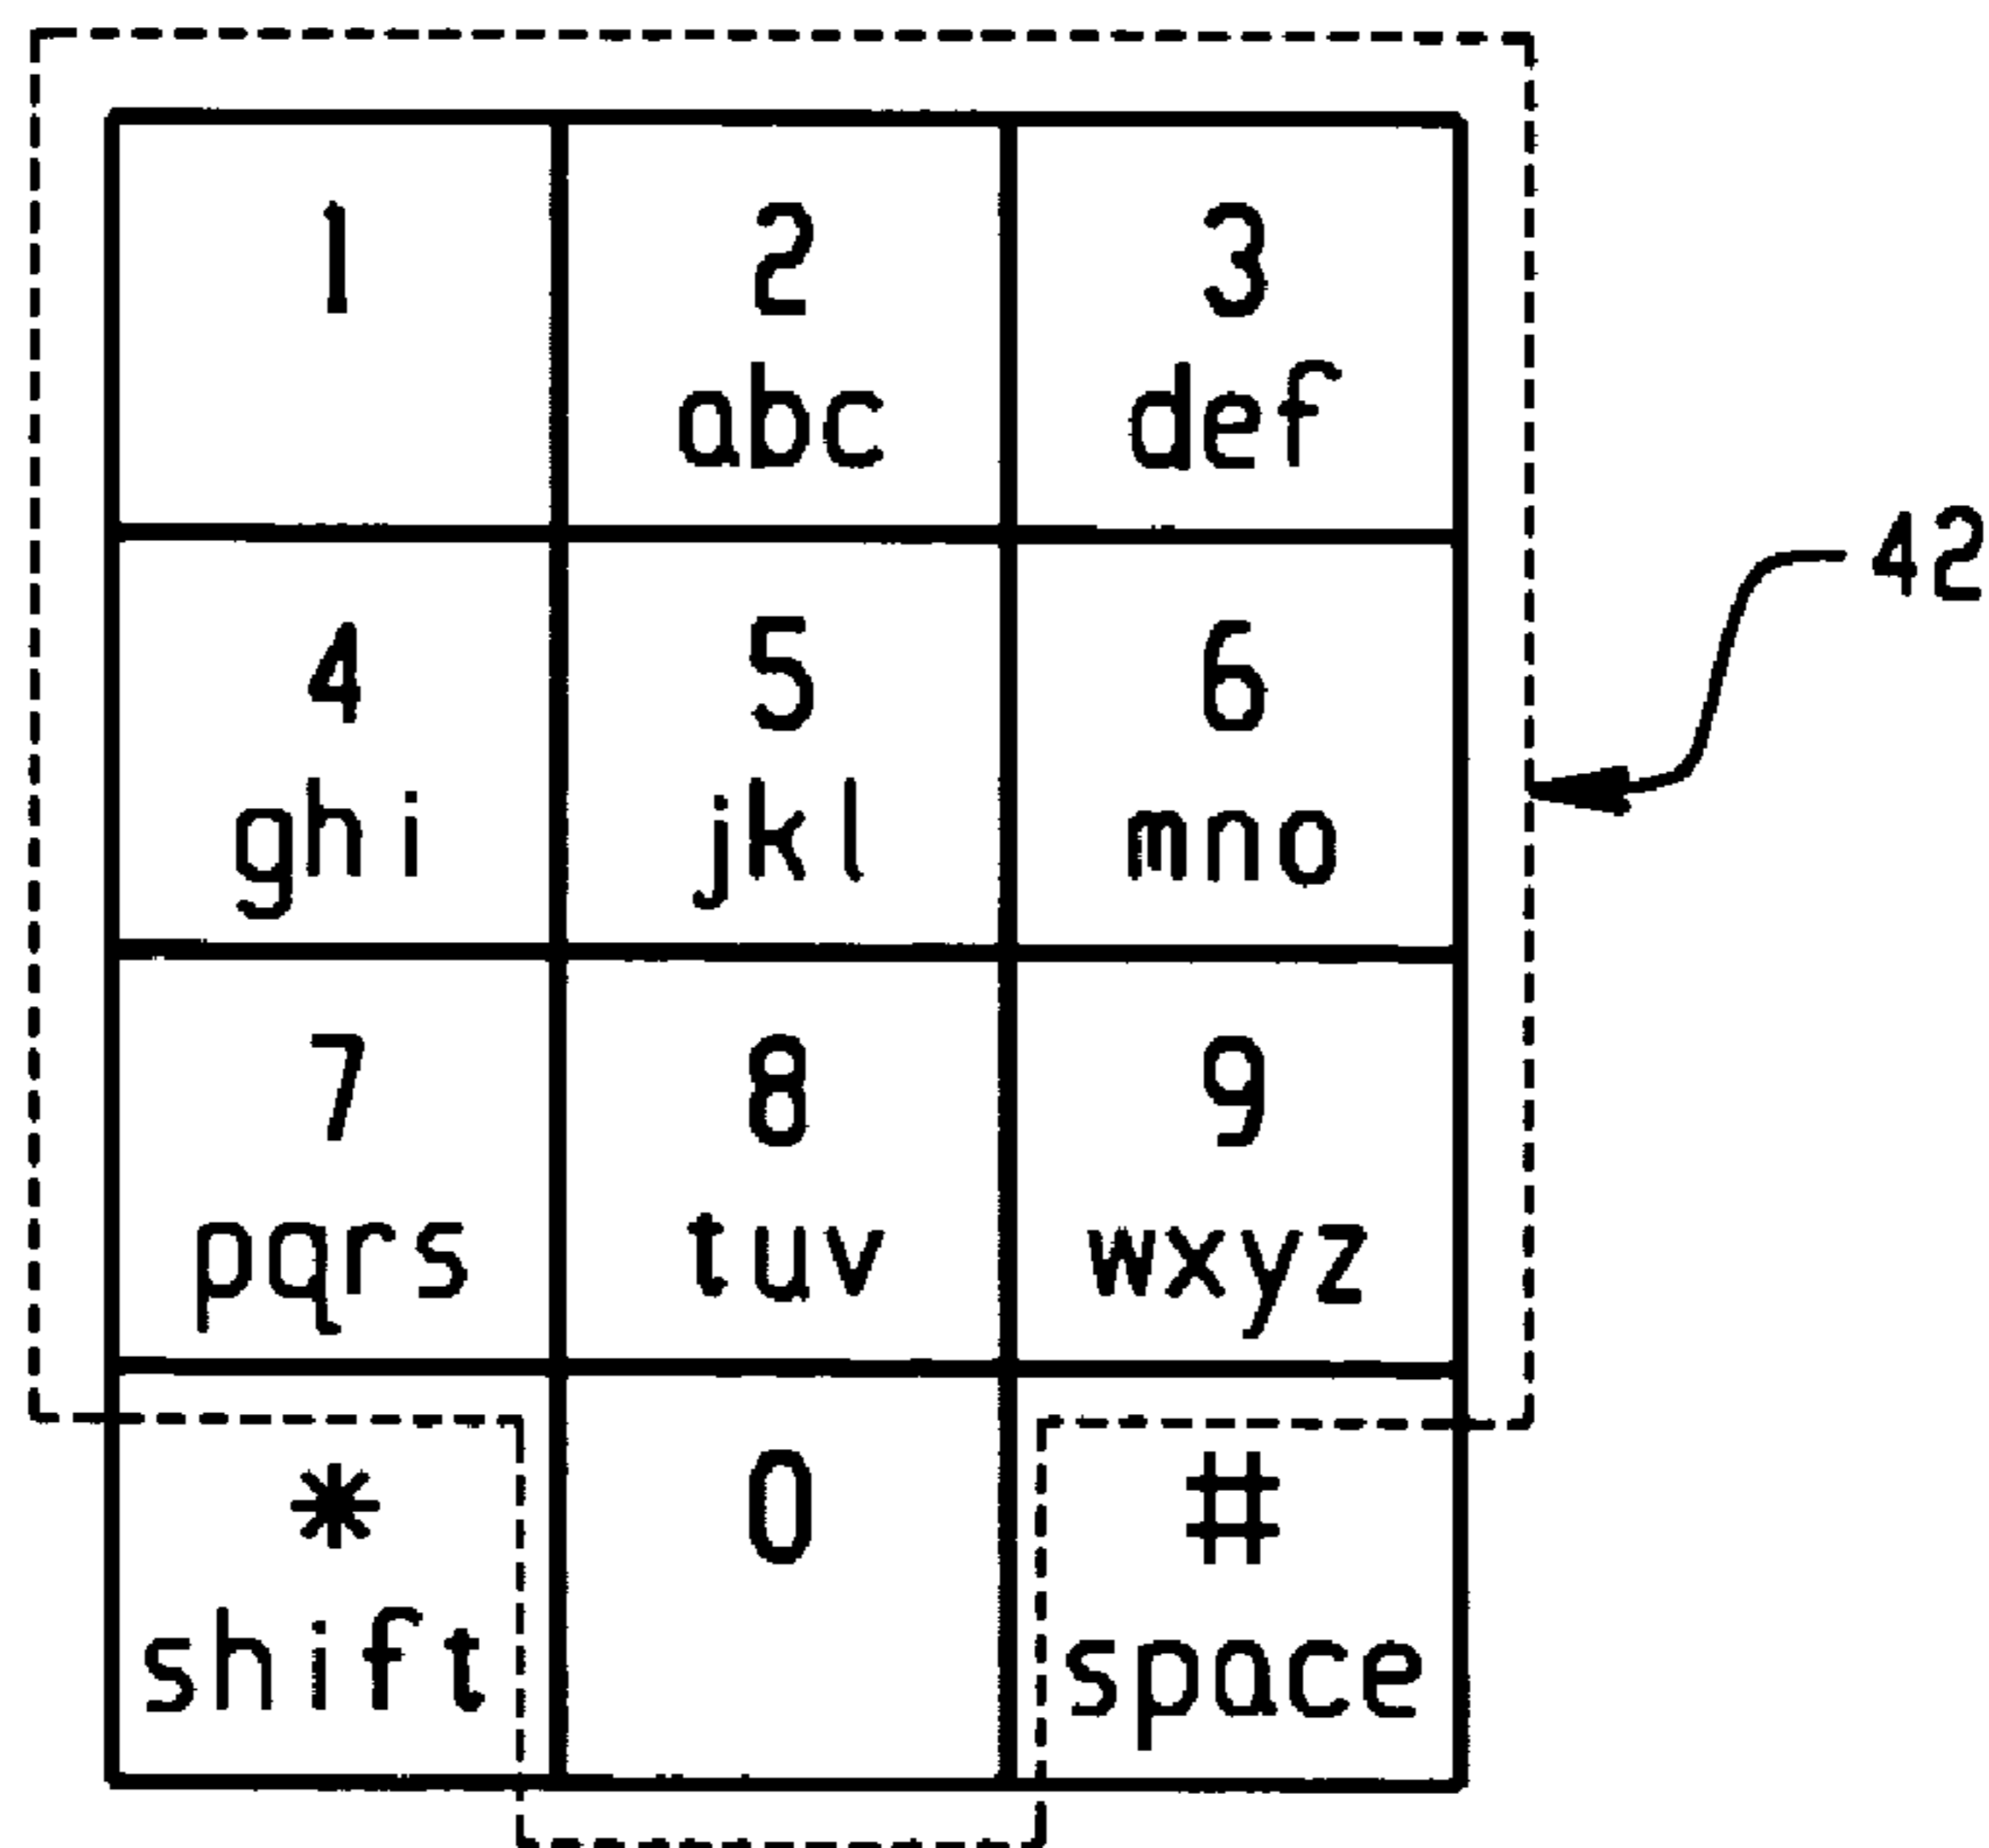 1 2 3
abc def
42
4 5 6
ghi jkl mno
7 8 9
pqrs tuv wxyz
* 0 #
shift space